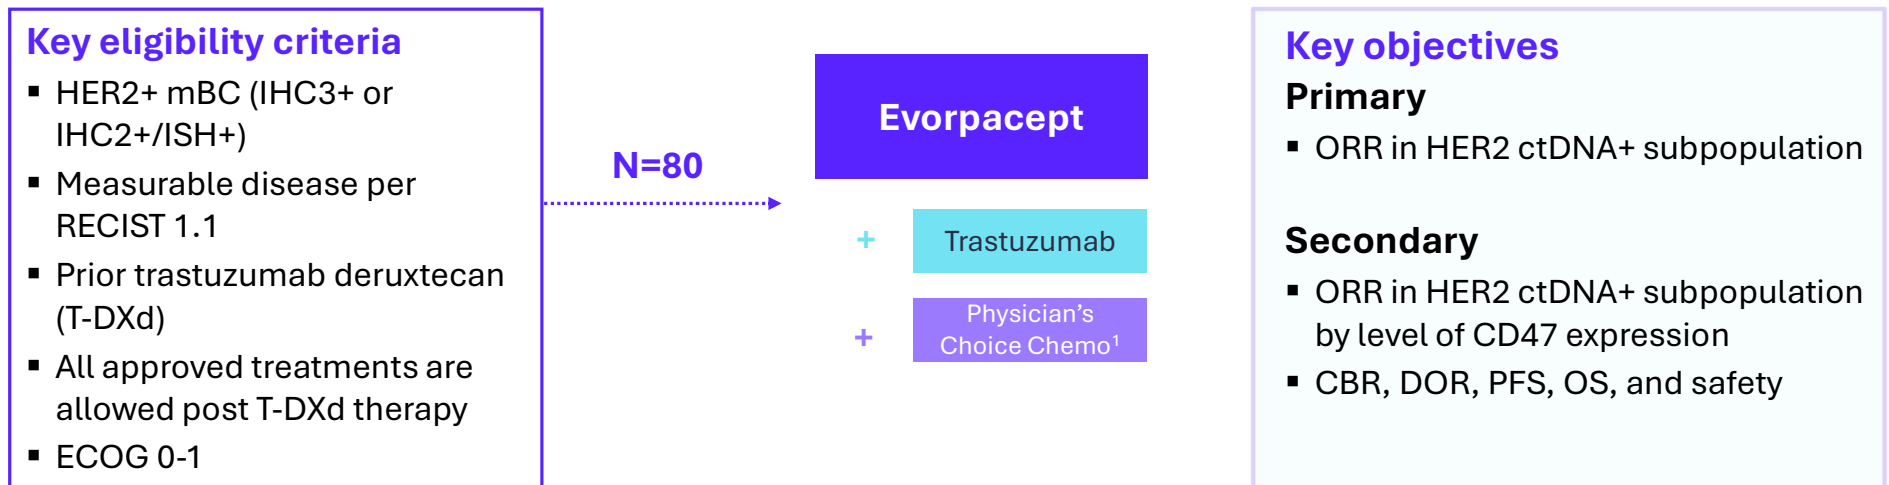 Key eligibility criteria
▪ HER2+ mBC (IHC3+ or
IHC2+/ISH+)
▪ Measurable disease per
RECIST 1.1
▪ Prior trastuzumab deruxtecan
(T-DXd)
▪ All approved treatments are
allowed post T-DXd therapy
▪ ECOG 0-1
N=80
Evorpacept
+ Trastuzumab
+ Physician’s
Choice Chemo¹
Key objectives
Primary
▪ ORR in HER2 ctDNA+ subpopulation
Secondary
▪ ORR in HER2 ctDNA+ subpopulation
by level of CD47 expression
▪ CBR, DOR, PFS, OS, and safety